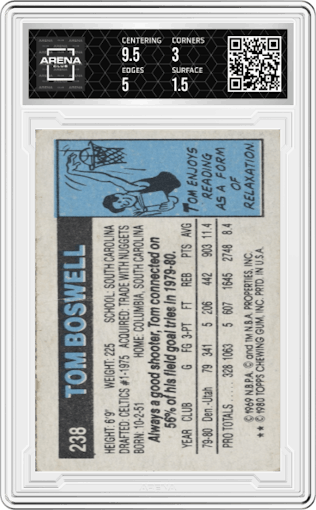 CENTERING CORNERS
9.5 3
EDGES SURFACE
5 1.5
ARENA
CLUB
238 TOM BOSWELL
HEIGHT: 6'9" WEIGHT: 225 SCHOOL: SOUTH CAROLINA
DRAFTED: CELTICS #1-1975 ACQUIRED: TRADE WITH NUGGETS
BORN: 10-2-51 HOME: COLUMBIA, SOUTH CAROLINA
Always a good shooter, Tom connected on
56% of his field goal tries in 1979-80.
YEAR CLUB G FG 3-PT FT REB PTS AVG
79-80 Den.-Utah 79 341 5 206 442 903 11.4
PRO TOTALS ..... 328 1063 5 607 1645 2748 8.4
© 1969 N.B.P.A. © and TM N.B.A. PROPERTIES, INC.
★★ © 1980 TOPPS CHEWING GUM, INC. PRTD. IN U.S.A.
TOM ENJOYS
READING
AS A FORM
OF
RELAXATION.